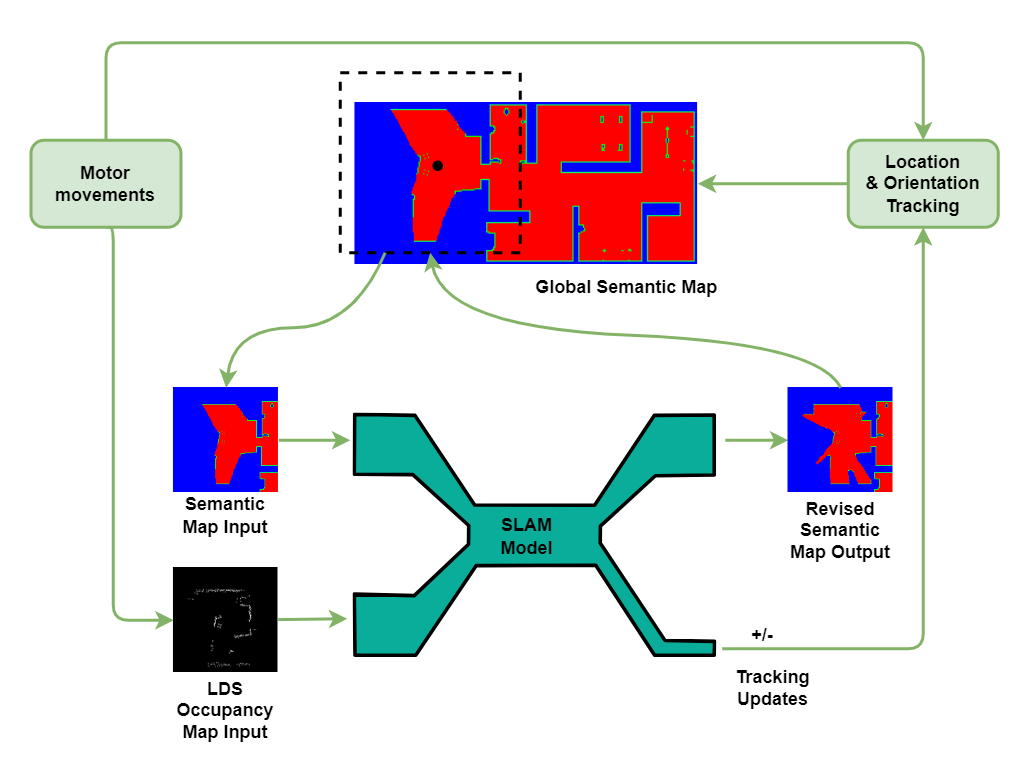 Motor
movements
Location
& Orientation
Tracking
Global Semantic Map
Semantic
Map Input
SLAM
Model
Revised
Semantic
Map Output
+/-
Tracking
Updates
LDS
Occupancy
Map Input